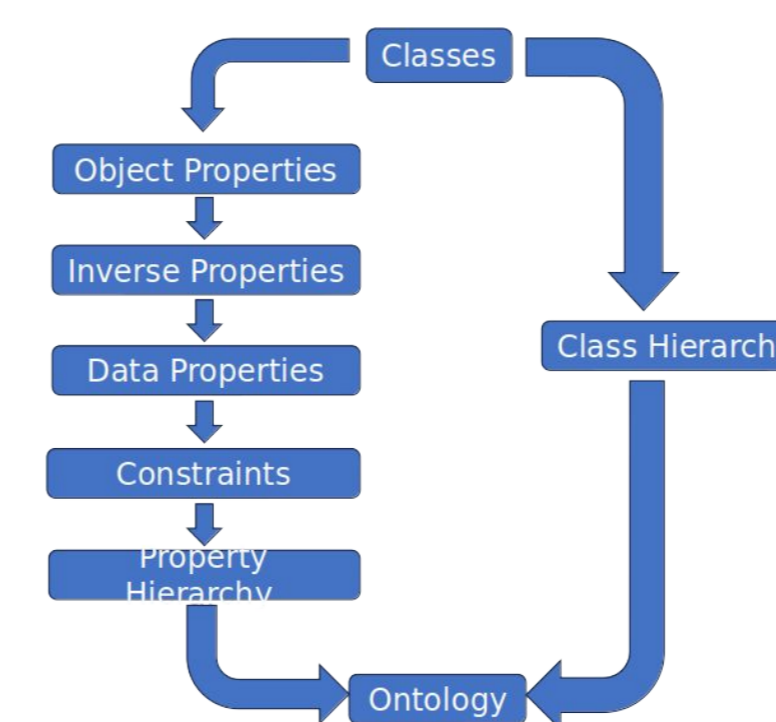 Classes
Object Properties
Inverse Properties
Data Properties
Class Hierarch
Constraints
Property
Hierarchy
Ontology